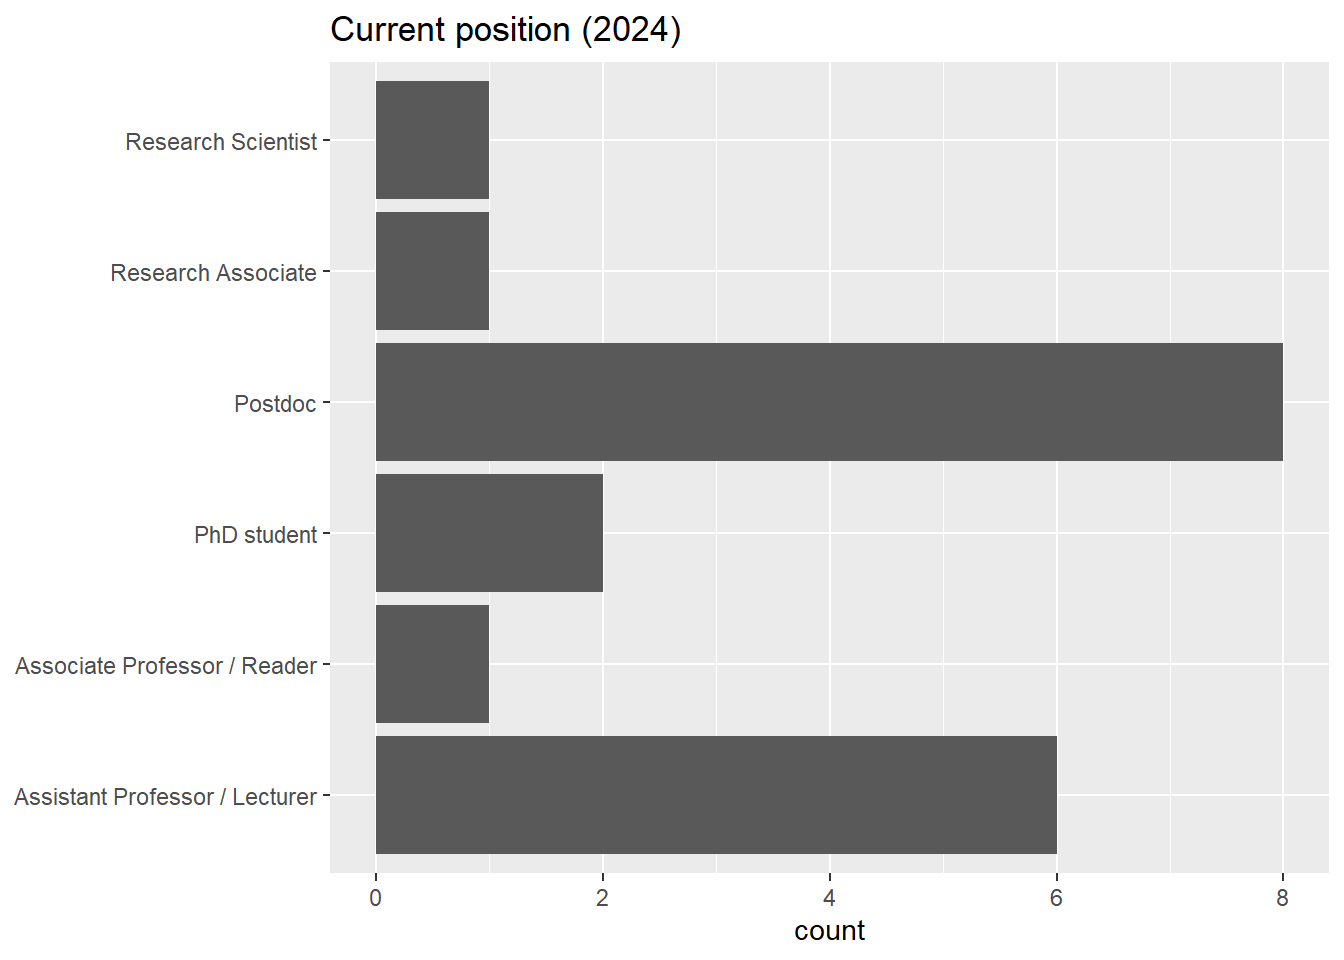 Current position (2024)
Research Scientist
Research Associate
Postdoc
PhD student
Associate Professor / Reader
Assistant Professor / Lecturer
0 2 4 6 8
count